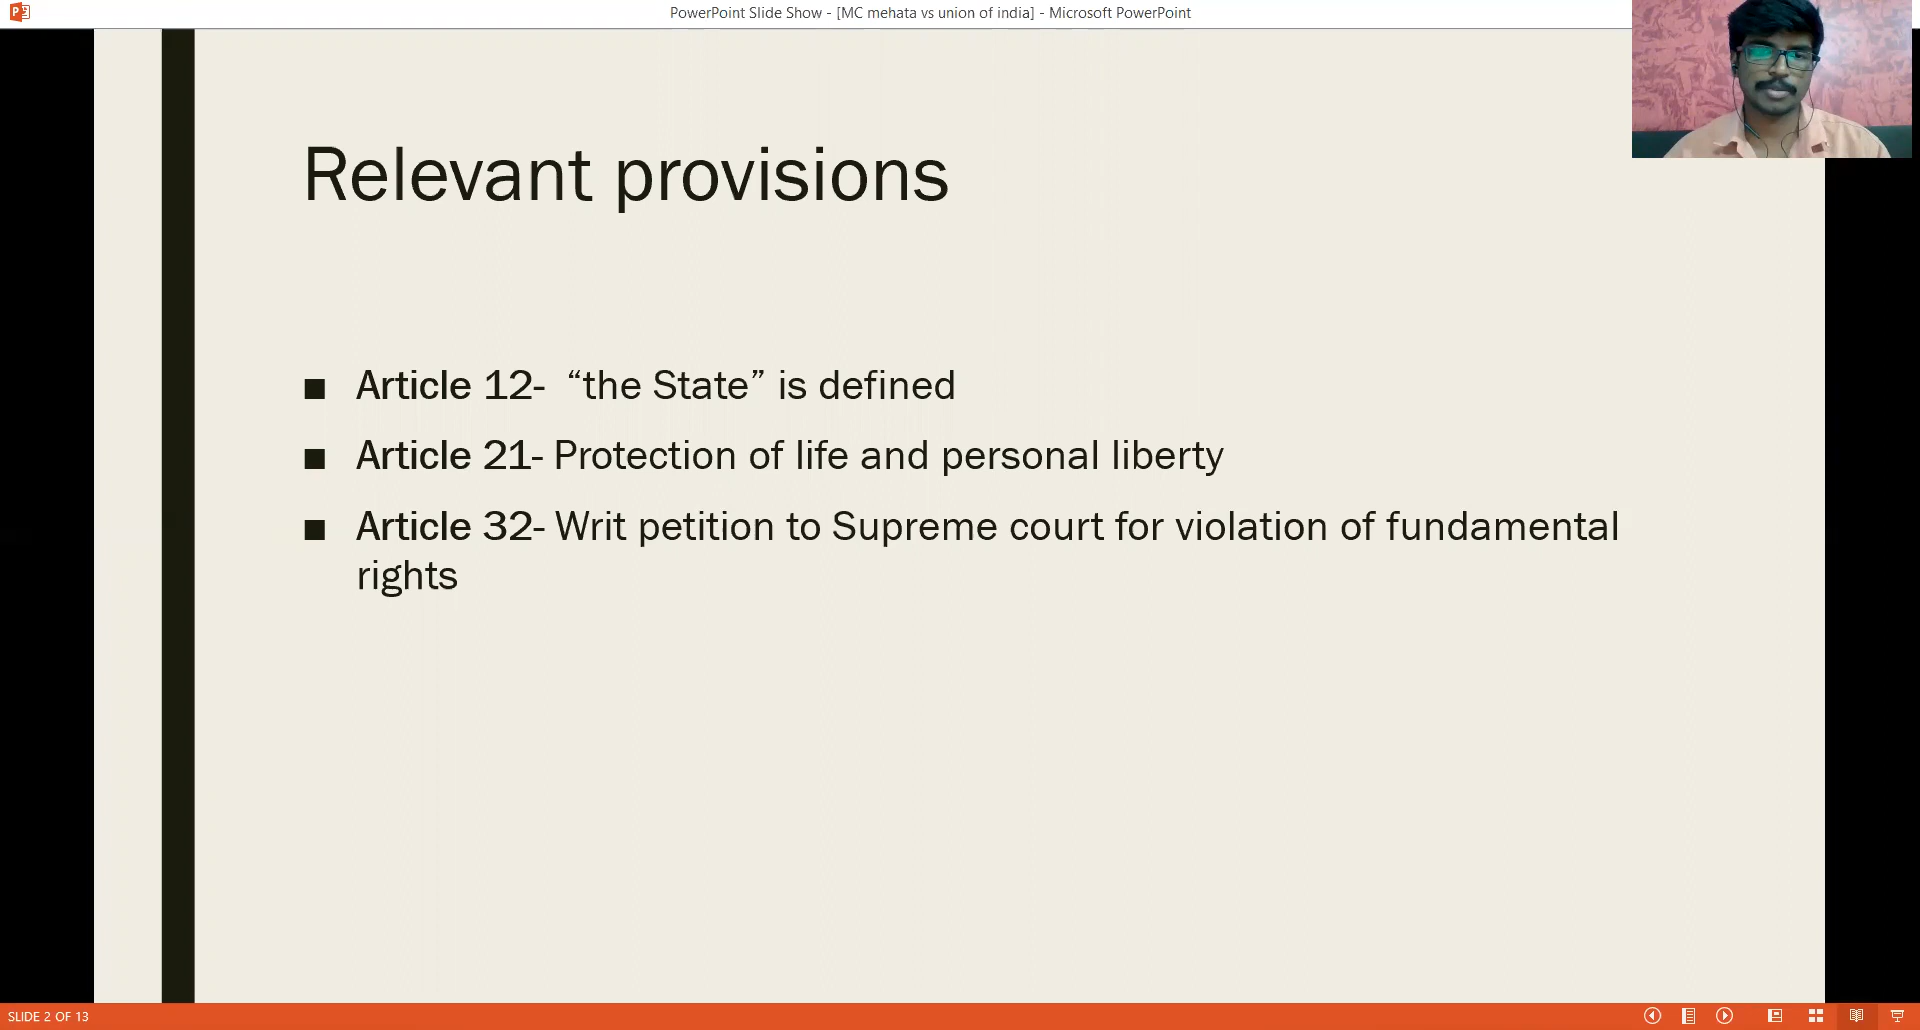 PowerPoint Slide Show - [MC mehata vs union of india] - Microsoft PowerPoint
Relevant provisions
■ Article 12- “the State” is defined
■ Article 21- Protection of life and personal liberty
■ Article 32- Writ petition to Supreme court for violation of fundamental
rights
SLIDE 2 OF 13